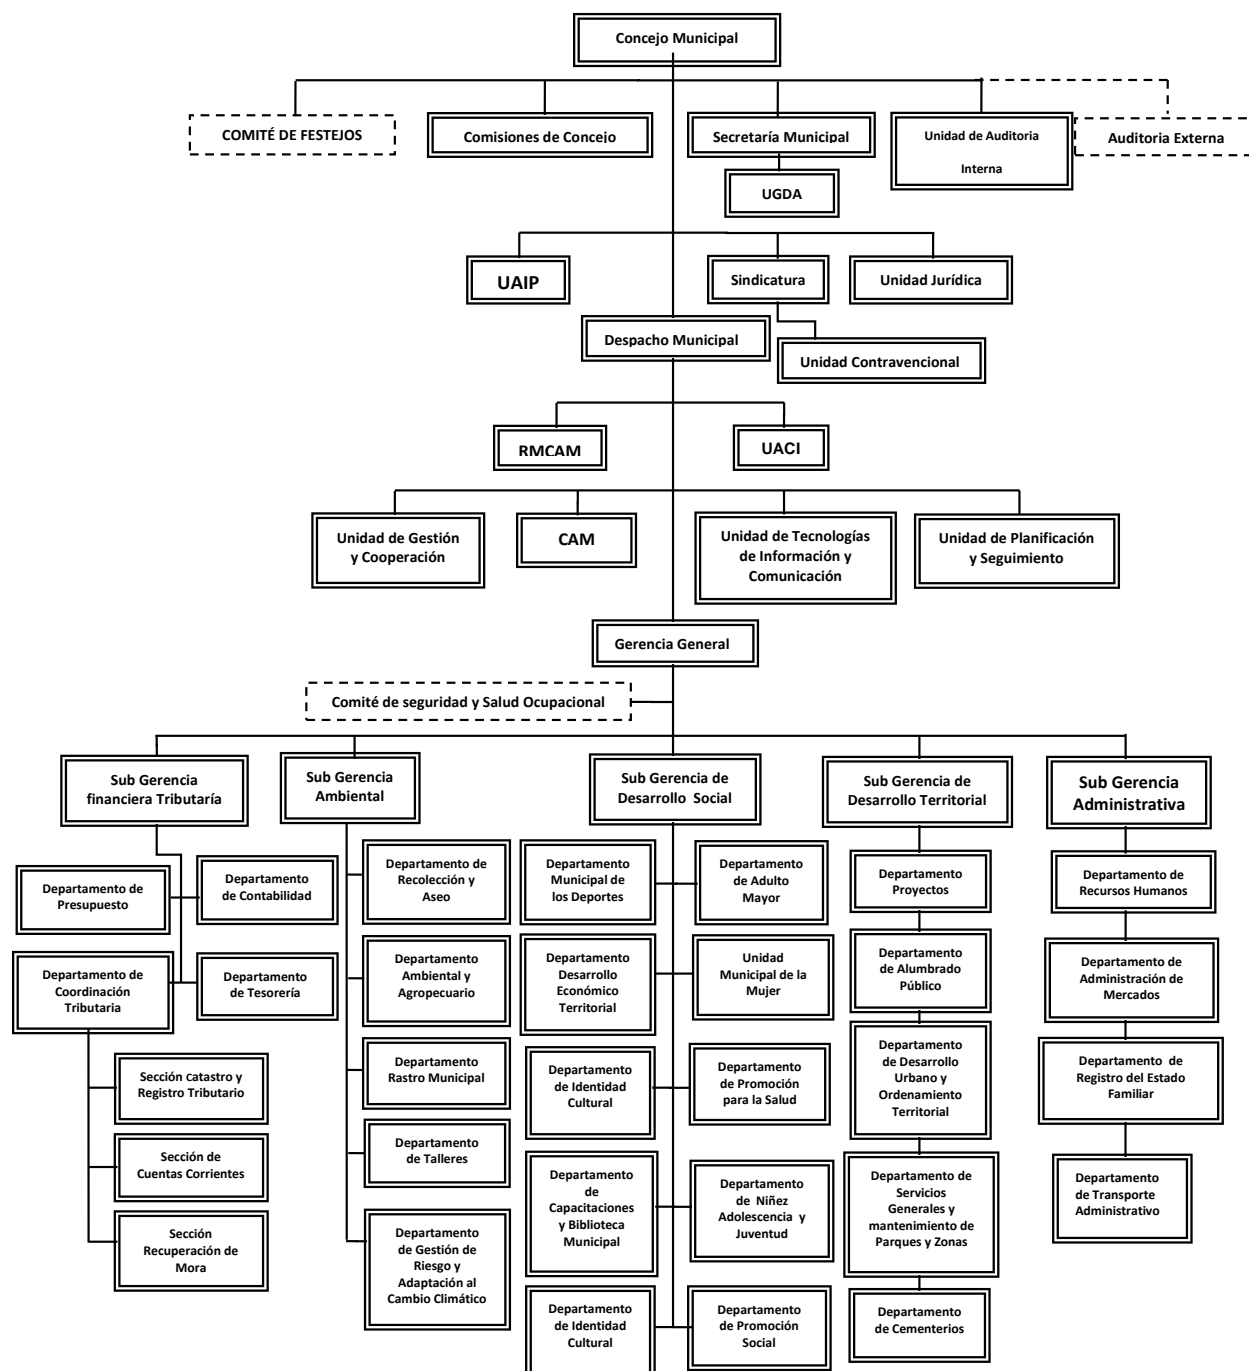 Concejo Municipal
COMITÉ DE FESTEJOS
Comisiones de Concejo
Secretaría Municipal
Unidad de Auditoria
Interna
Auditoria Externa
UGDA
UAIP
Sindicatura
Unidad Jurídica
Despacho Municipal
Unidad Contravencional
RMCAM
UACI
Unidad de Gestión
y Cooperación
CAM
Unidad de Tecnologías
de Información y
Comunicación
Unidad de Planificación
y Seguimiento
Gerencia General
Comité de seguridad y Salud Ocupacional
Sub Gerencia
financiera Tributaría
Sub Gerencia
Ambiental
Sub Gerencia de
Desarrollo Social
Sub Gerencia de
Desarrollo Territorial
Sub Gerencia
Administrativa
Departamento de
Presupuesto
Departamento
de Contabilidad
Departamento de
Coordinación
Tributaria
Departamento
de Tesorería
Sección catastro y
Registro Tributario
Sección de
Cuentas Corrientes
Sección
Recuperación de
Mora
Departamento de
Recolección y
Aseo
Departamento
Ambiental y
Agropecuario
Departamento
Rastro Municipal
Departamento
de Talleres
Departamento
de Gestión de
Riesgo y
Adaptación al
Cambio Climático
Departamento
Municipal de
los Deportes
Departamento
de Adulto
Mayor
Departamento
Desarrollo
Económico
Territorial
Unidad
Municipal de la
Mujer
Departamento
de Identidad
Cultural
Departamento
de Promoción
para la Salud
Departamento
de
Capacitaciones
y Biblioteca
Municipal
Departamento
de Niñez
Adolescencia y
Juventud
Departamento
de Identidad
Cultural
Departamento
de Promoción
Social
Departamento
Proyectos
Departamento
de Alumbrado
Público
Departamento
de Desarrollo
Urbano y
Ordenamiento
Territorial
Departamento de
Servicios
Generales y
mantenimiento de
Parques y Zonas
Departamento
de Cementerios
Departamento de
Recursos Humanos
Departamento de
Administración de
Mercados
Departamento de
Registro del Estado
Familiar
Departamento
de Transporte
Administrativo